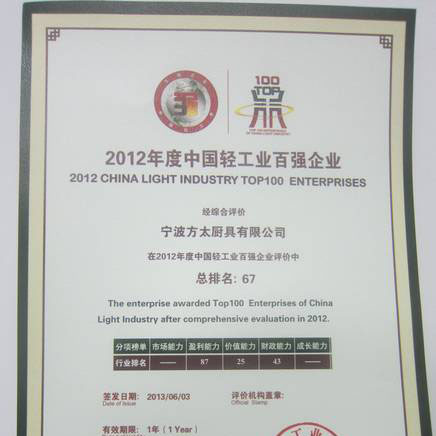 100
TOP
2012年度中国轻工业百强企业
2012 CHINA LIGHT INDUSTRY TOP100 ENTERPRISES
经综合评价
宁波方太厨具有限公司
在2012年度中国轻工业百强企业评价中
总排名: 67
The enterprise awarded Top100 Enterprises of China
Light Industry after comprehensive evaluation in 2012.
分项榜单 市场能力 盈利能力 价值能力 财政能力 成长能力
行业排名 —— 87 25 43 ——
签发日期: 2013/06/03 评价机构盖章:
Date of Issue Official Stamp
有效期限: 1年 (1 Year)
工业